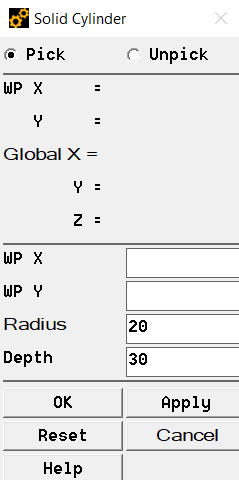 Solid Cylinder
Pick Unpick
WP X =
Y =
Global X =
Y =
Z =
WP X
WP Y
Radius 20
Depth 30
OK Apply
Reset Cancel
Help